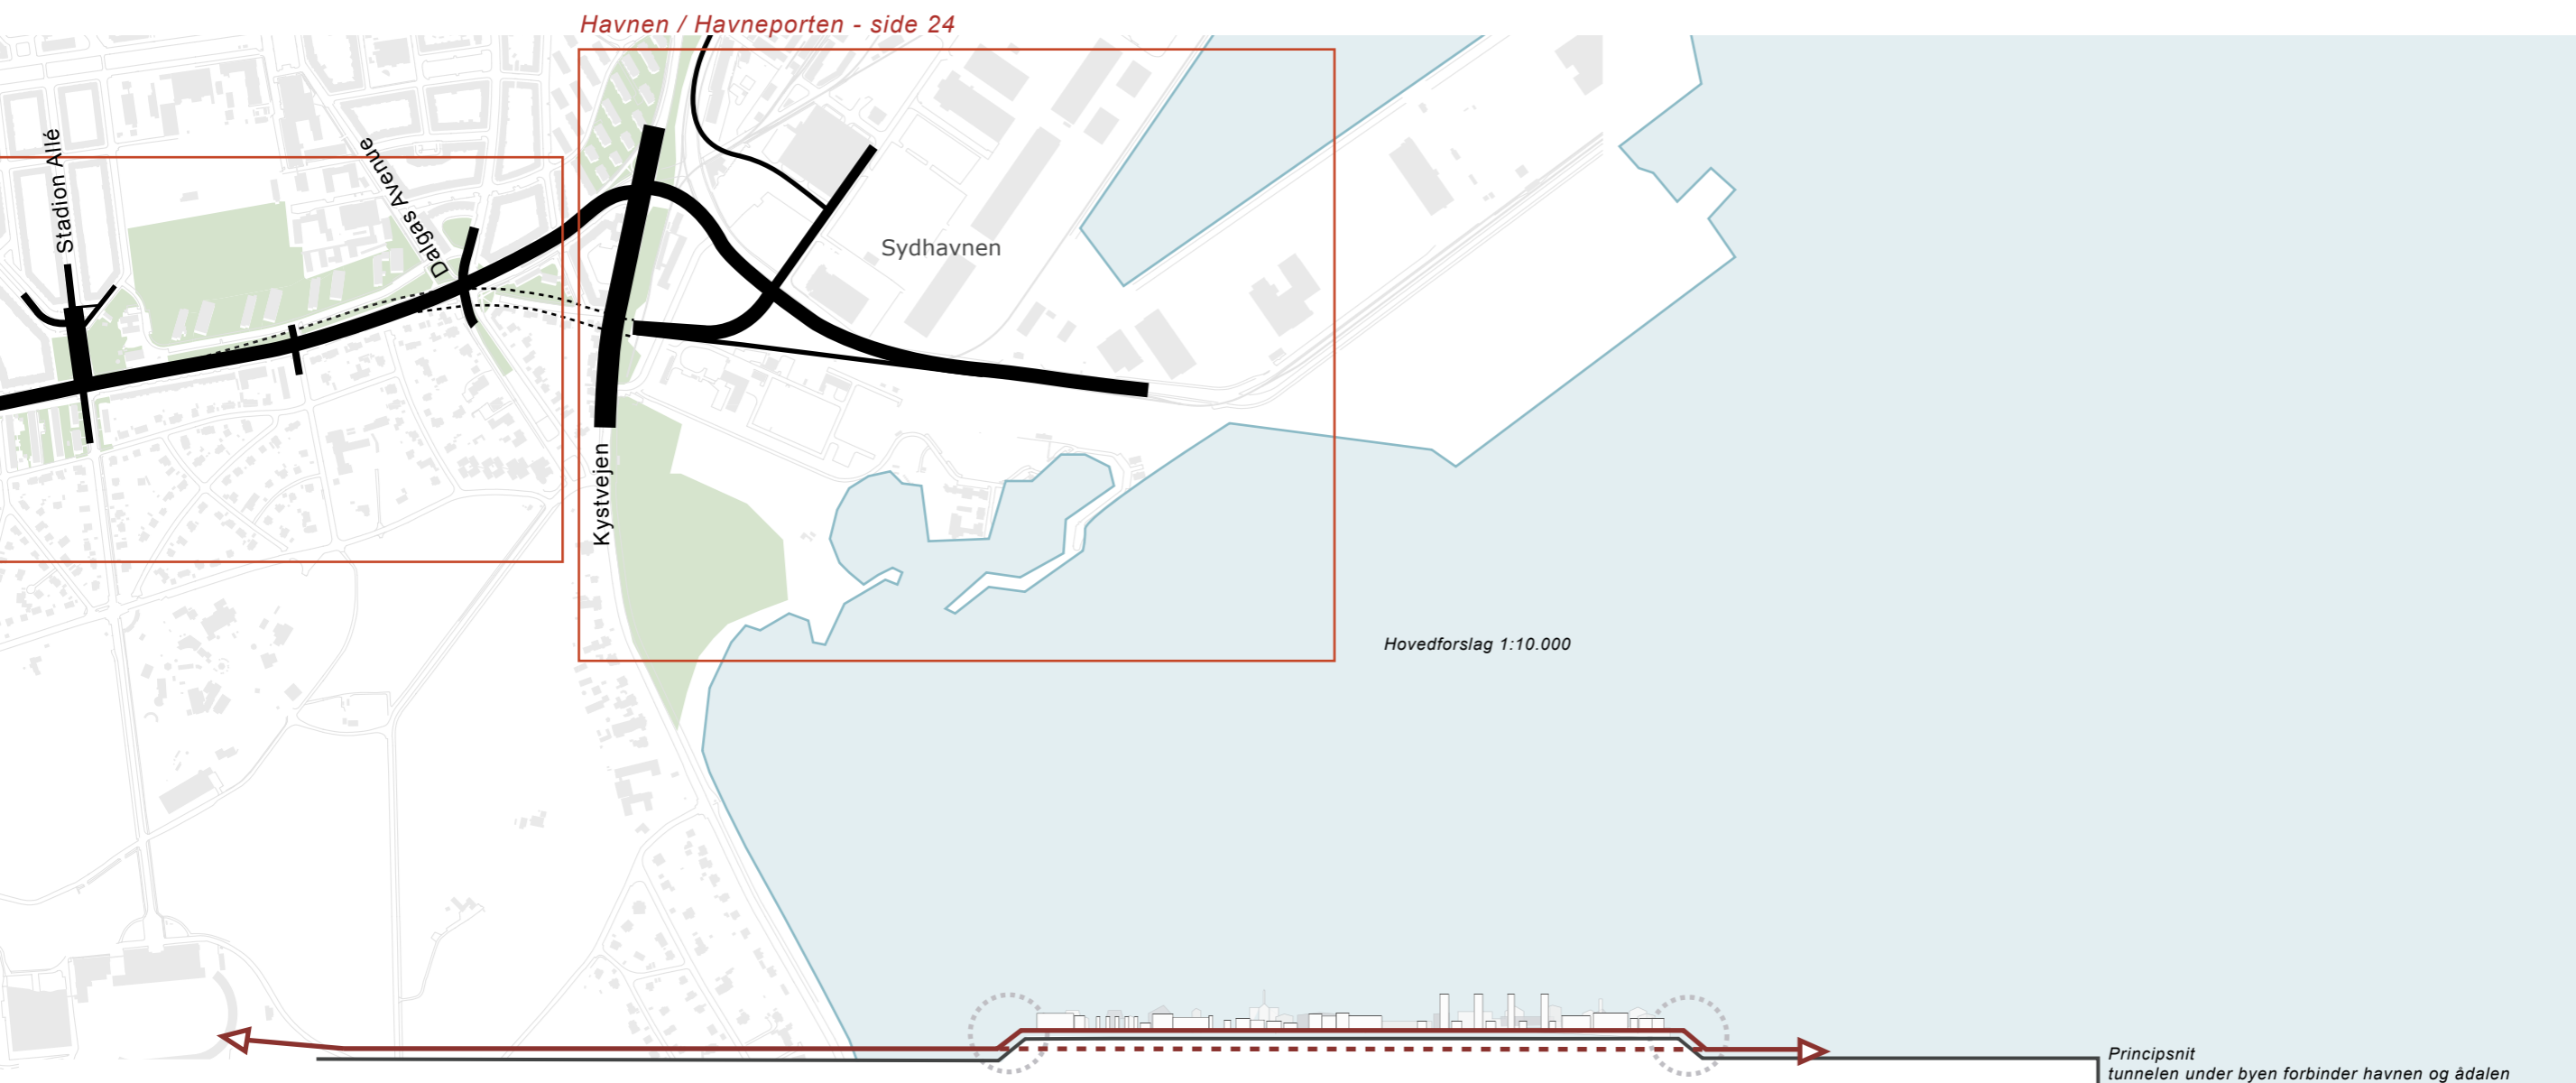 Havnen / Havneporten - side 24
Stadion Allé
Dalgas Avenue
Sydhavnen
Kystvejen
Hovedforslag 1:10.000
Principsnit
tunnelen under byen forbinder havnen og ådalen